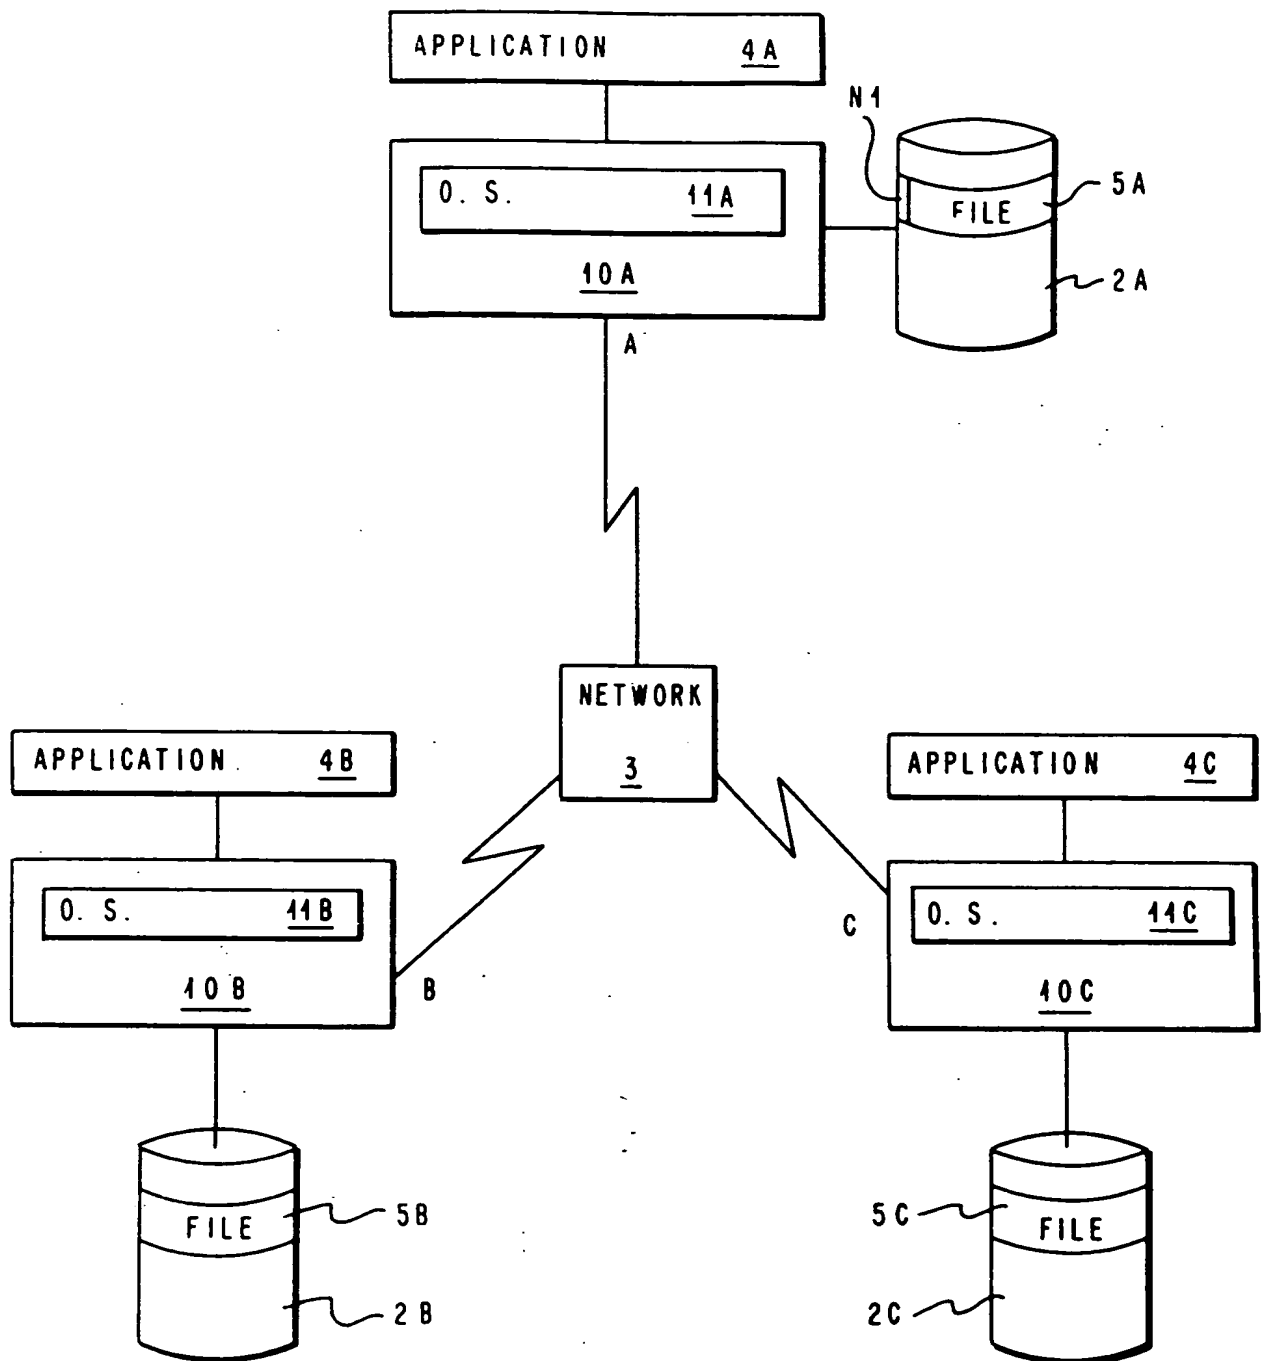 APPLICATION 4A
N1
O. S. 11A
5A
FILE
10A
2A
A
NETWORK
3
APPLICATION 4B
APPLICATION 4C
O. S. 11B
O. S. 11C
C
B
10B
10C
5B
FILE
5C
FILE
2B
2C